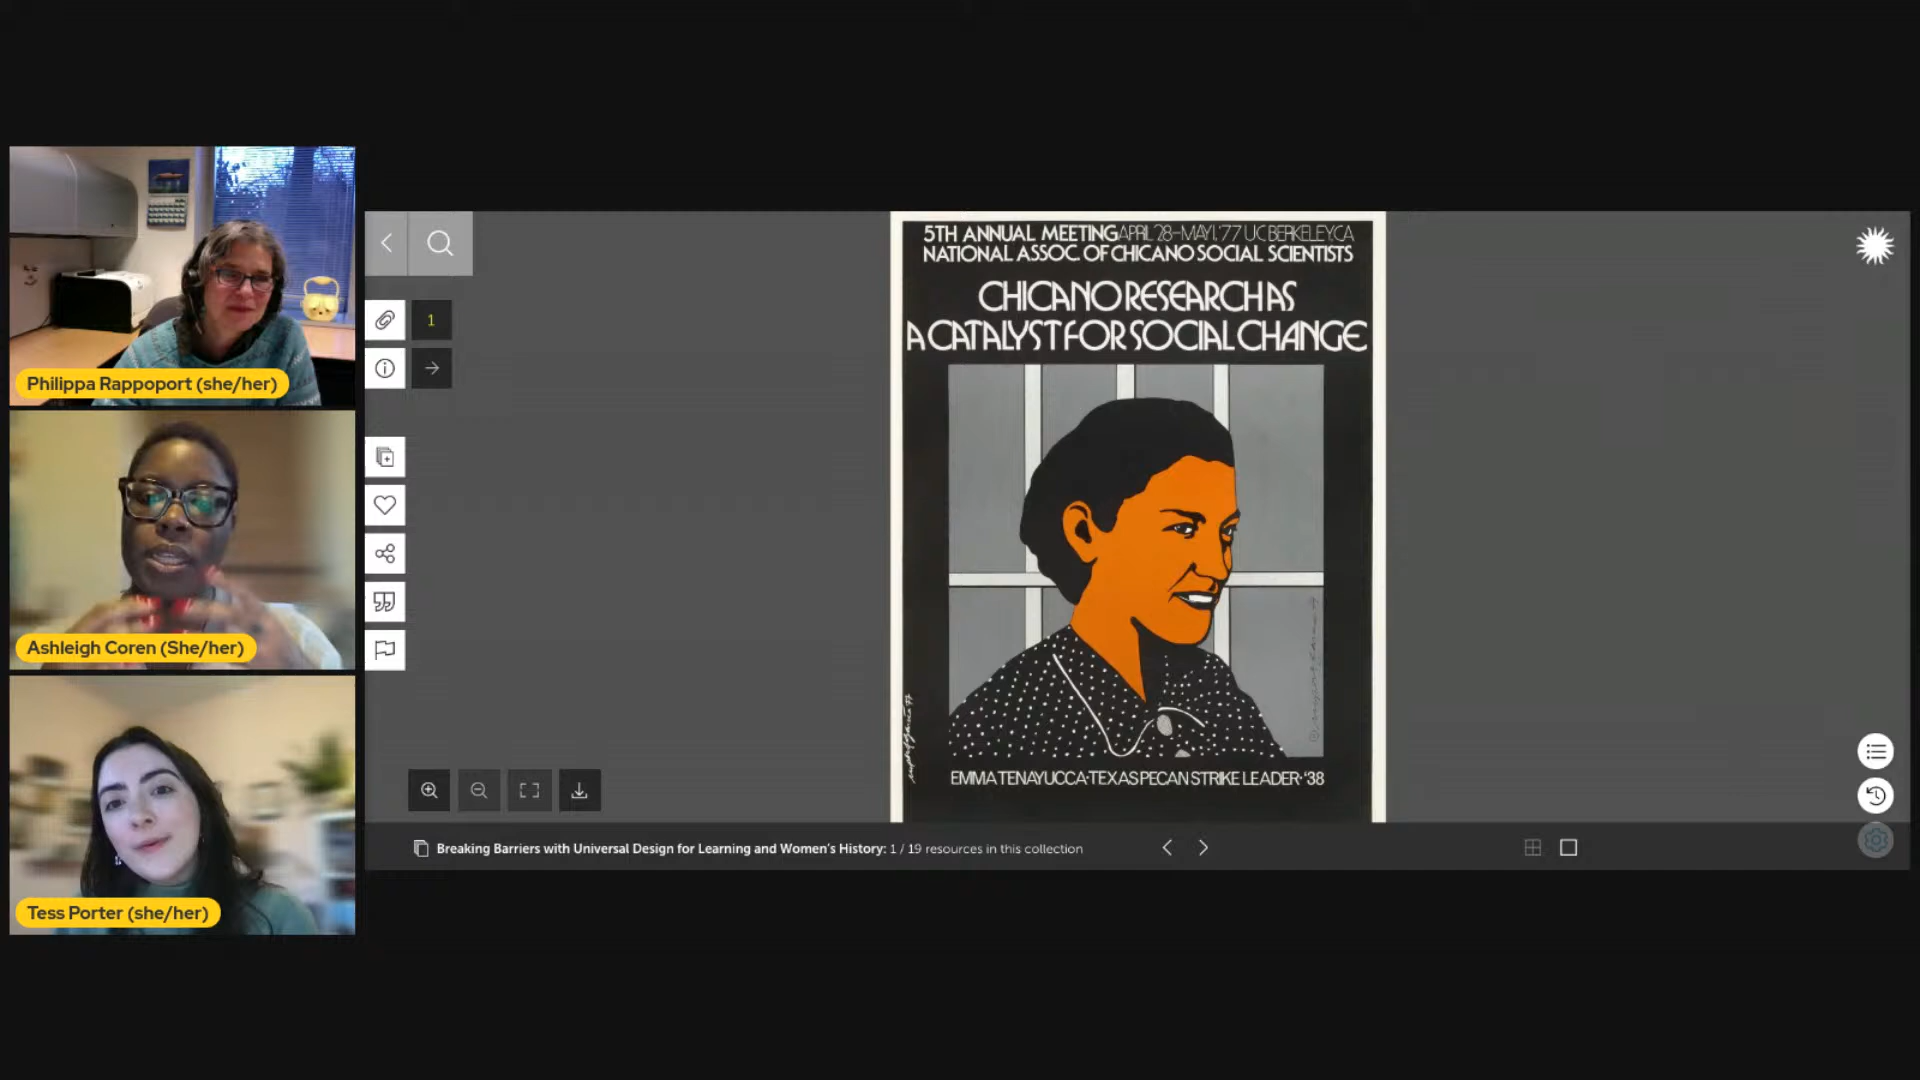 Philippa Rappoport (she/her)
Ashleigh Coren (She/her)
Tess Porter (she/her)
1
5TH ANNUAL MEETING APRIL 28-MAY 1, '77 UC BERKELEY, CA
NATIONAL ASSOC OF CHICANO SOCIAL SCIENTISTS
CHICANO RESEARCH AS
A CATALYST FOR SOCIAL CHANGE
EMMA TENAYUCCA·TEXAS PECAN STRIKE LEADER·'38
Breaking Barriers with Universal Design for Learning and Women's History: 1 / 19 resources in this collection